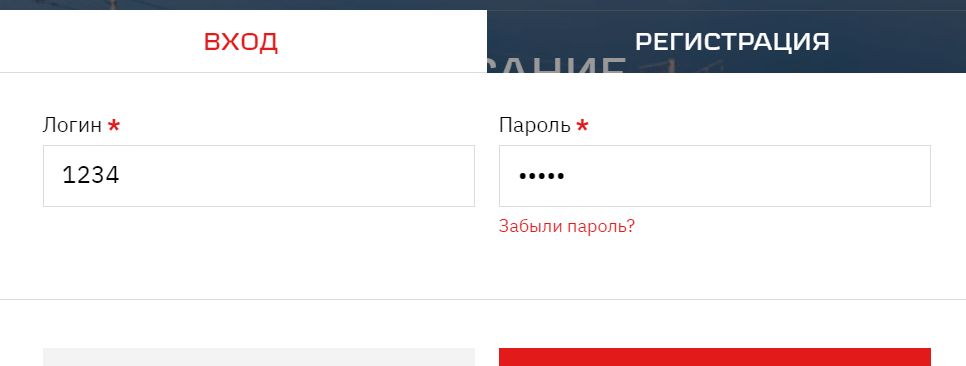 ВХОД
РЕГИСТРАЦИЯ
Логин *
Пароль *
1234
•••••
Забыли пароль?